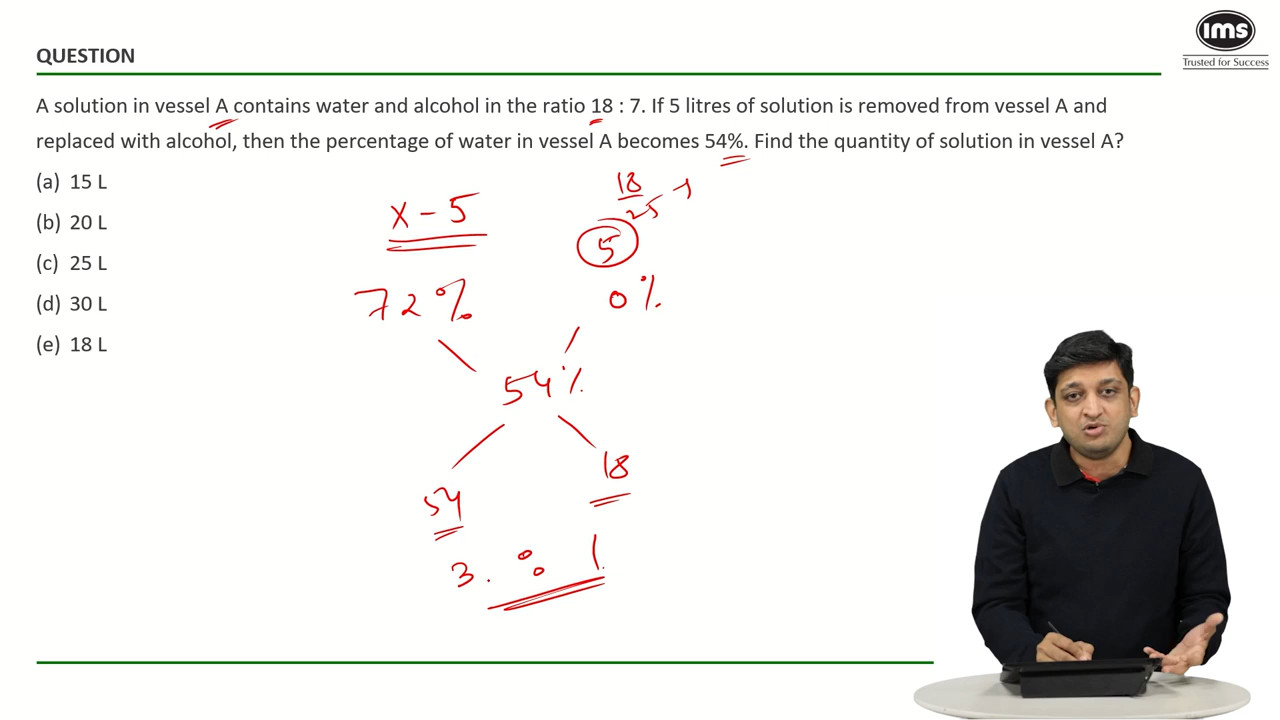 ims
Trusted for Success
QUESTION
A solution in vessel A contains water and alcohol in the ratio 18 : 7. If 5 litres of solution is removed from vessel A and
replaced with alcohol, then the percentage of water in vessel A becomes 54%. Find the quantity of solution in vessel A?
(a) 15 L
(b) 20 L
(c) 25 L
(d) 30 L
(e) 18 L
18
25
x - 5
5
72%
0%
54%
54
18
3 : 1